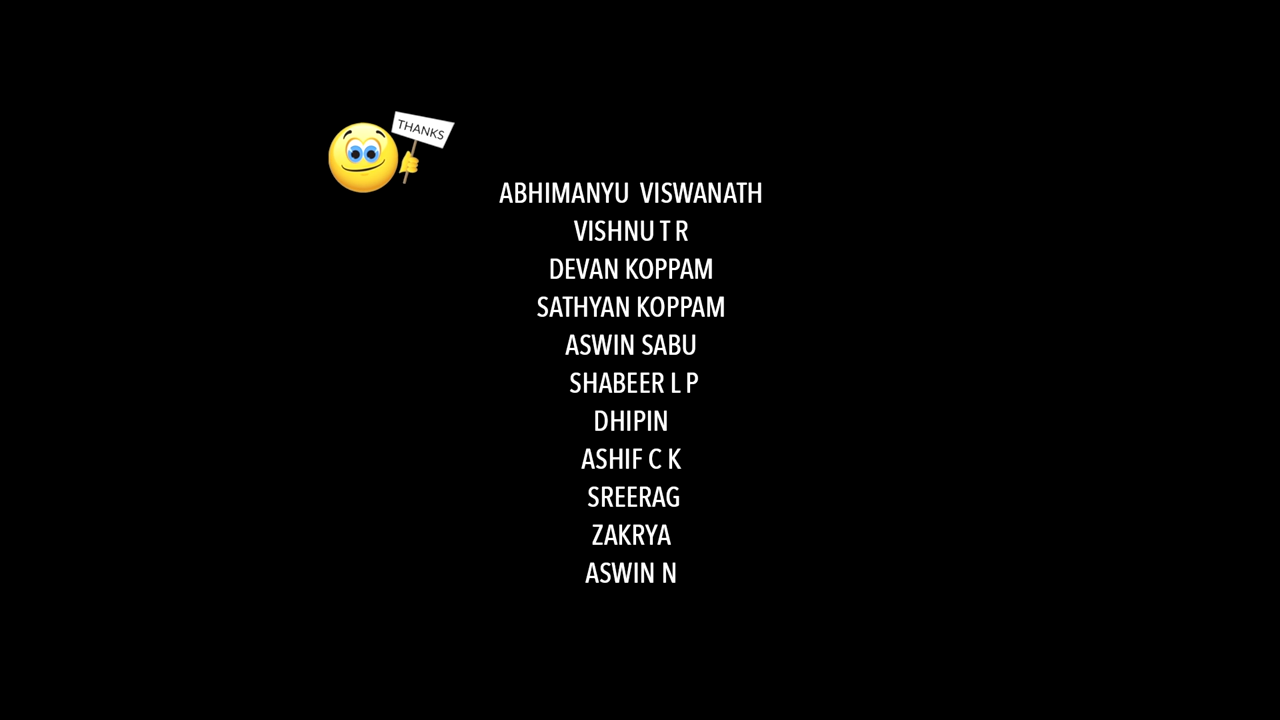 THANKS
ABHIMANYU VISWANATH
VISHNU T R
DEVAN KOPPAM
SATHYAN KOPPAM
ASWIN SABU
SHABEER L P
DHIPIN
ASHIF C K
SREERAG
ZAKRYA
ASWIN N